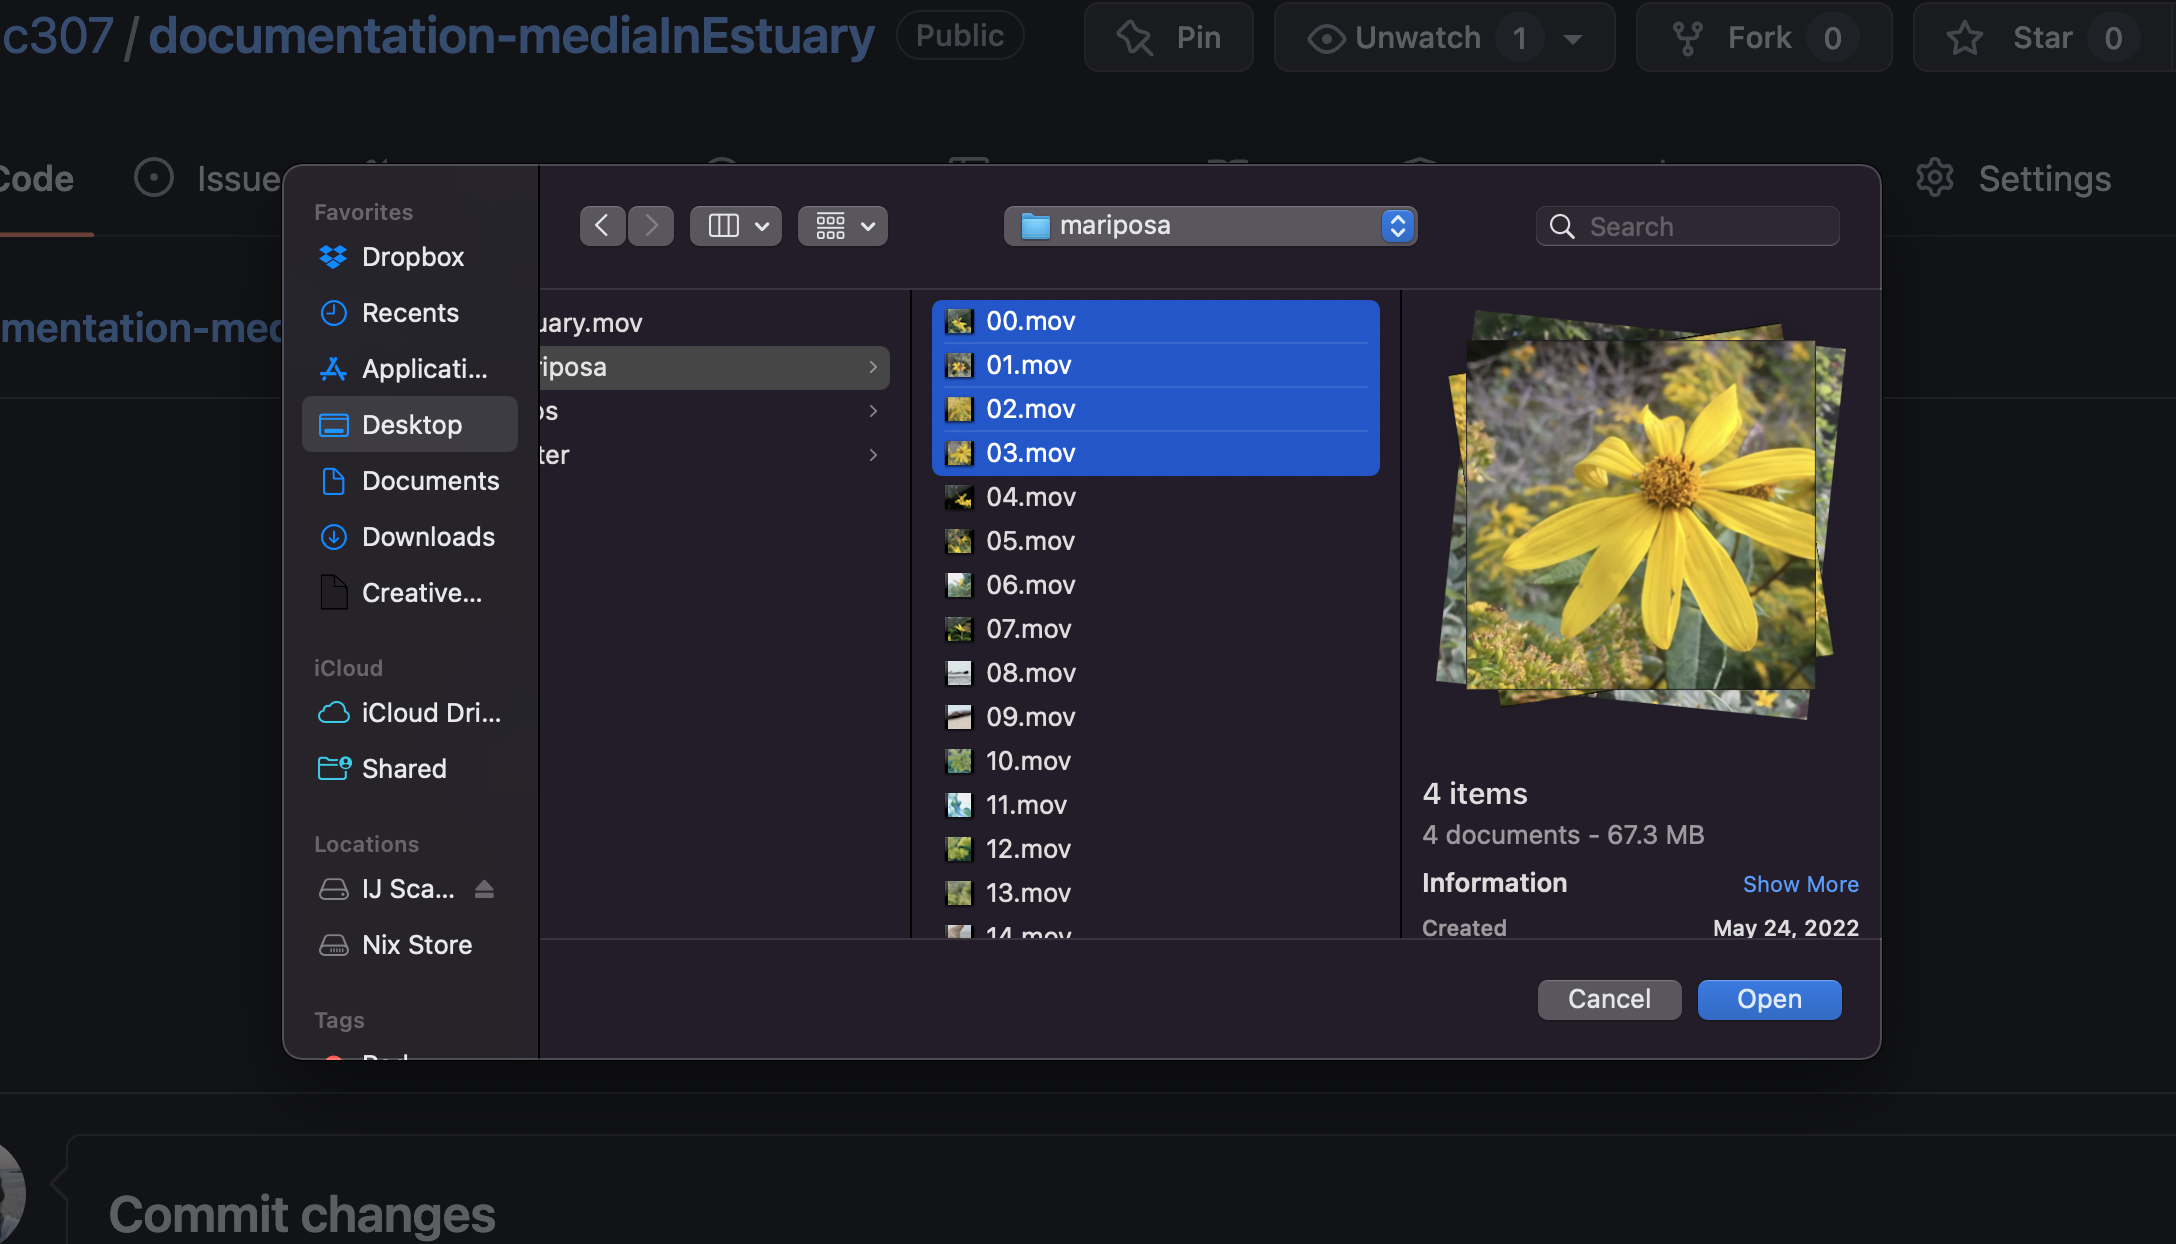 c307 / documentation-mediaInEstuary Public Pin Unwatch 1 Fork 0 Star 0
Code Issue Settings
mentation-med
Favorites
Dropbox
Recents
Applicati...
Desktop
Documents
Downloads
Creative...
iCloud
iCloud Dri...
Shared
Locations
IJ Sca...
Nix Store
Tags
Red
mariposa
Search
uary.mov
riposa
os
ter
00.mov
01.mov
02.mov
03.mov
04.mov
05.mov
06.mov
07.mov
08.mov
09.mov
10.mov
11.mov
12.mov
13.mov
14.mov
4 items
4 documents - 67.3 MB
Information Show More
Created May 24, 2022
Cancel Open
Commit changes